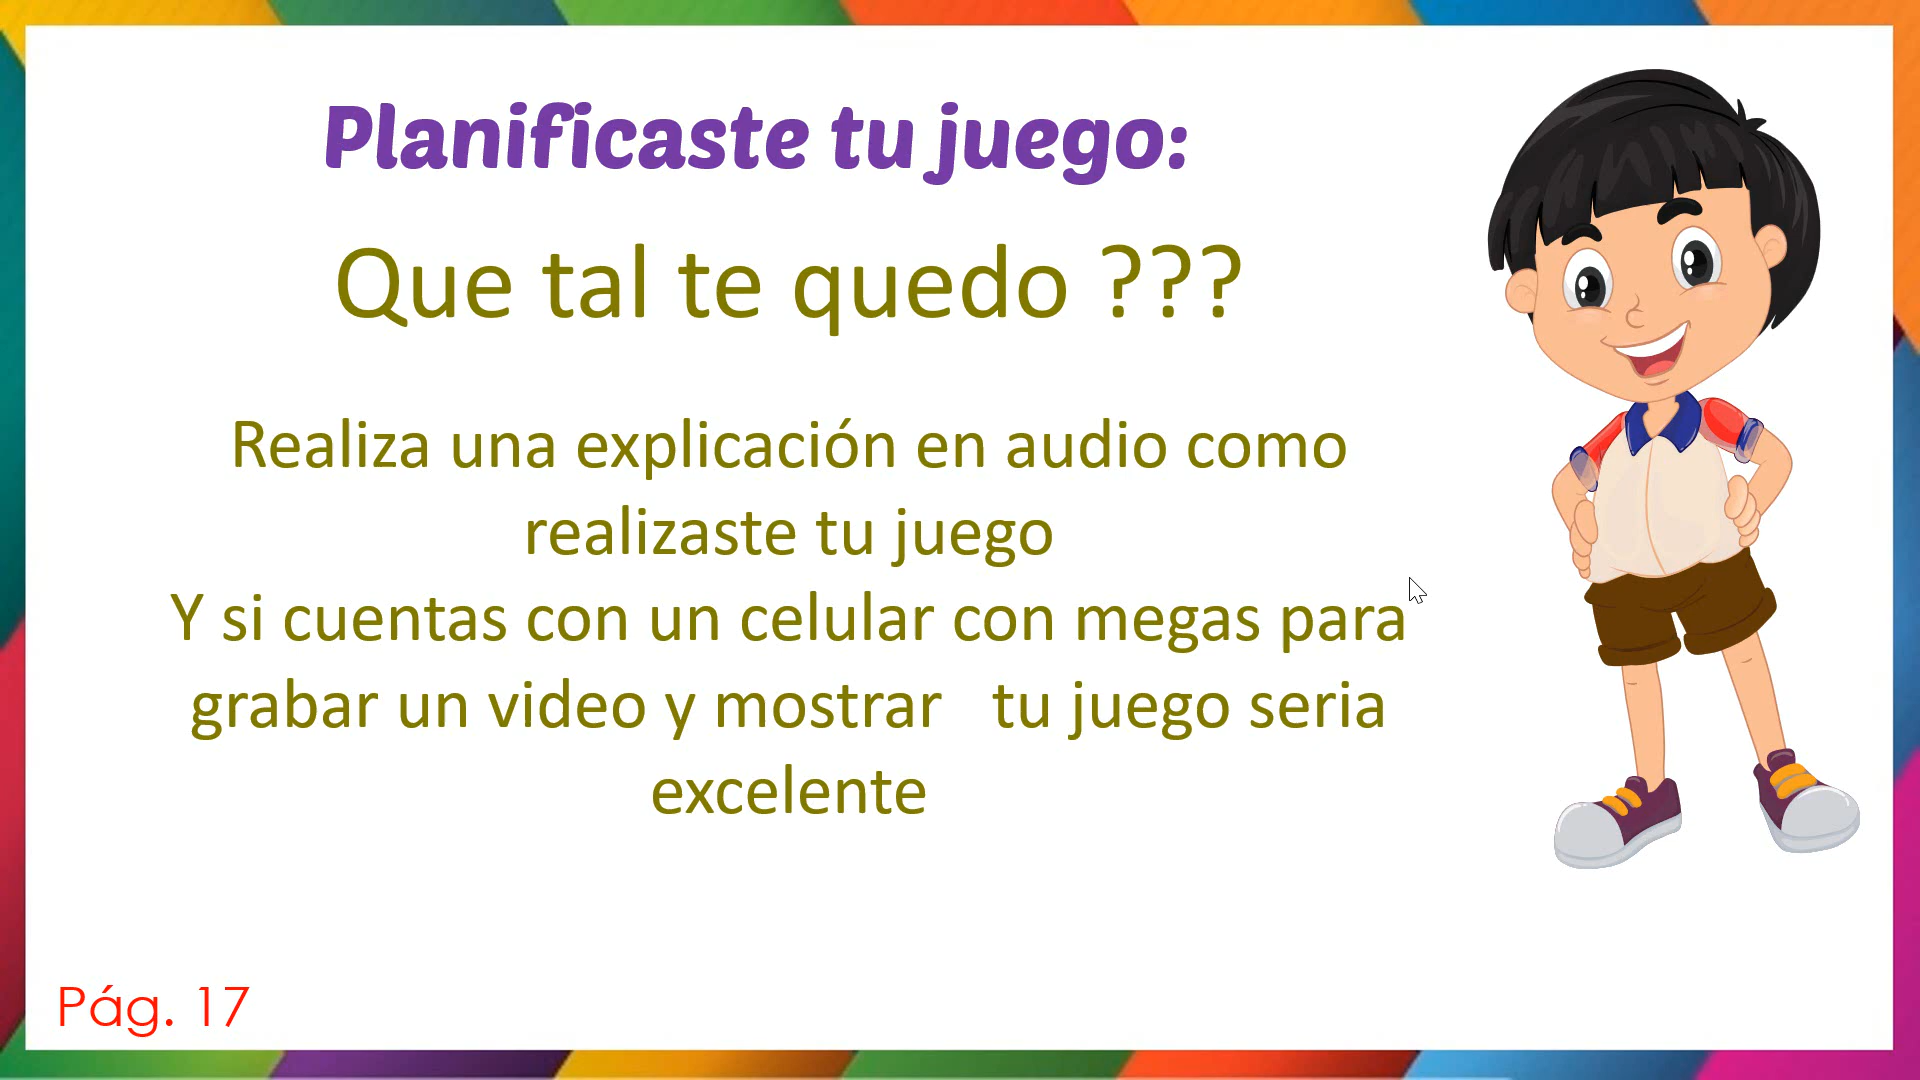 Planificaste tu juego:
Que tal te quedo ???
Realiza una explicación en audio como
realizaste tu juego
Y si cuentas con un celular con megas para
grabar un video y mostrar   tu juego seria
excelente
Pág. 17